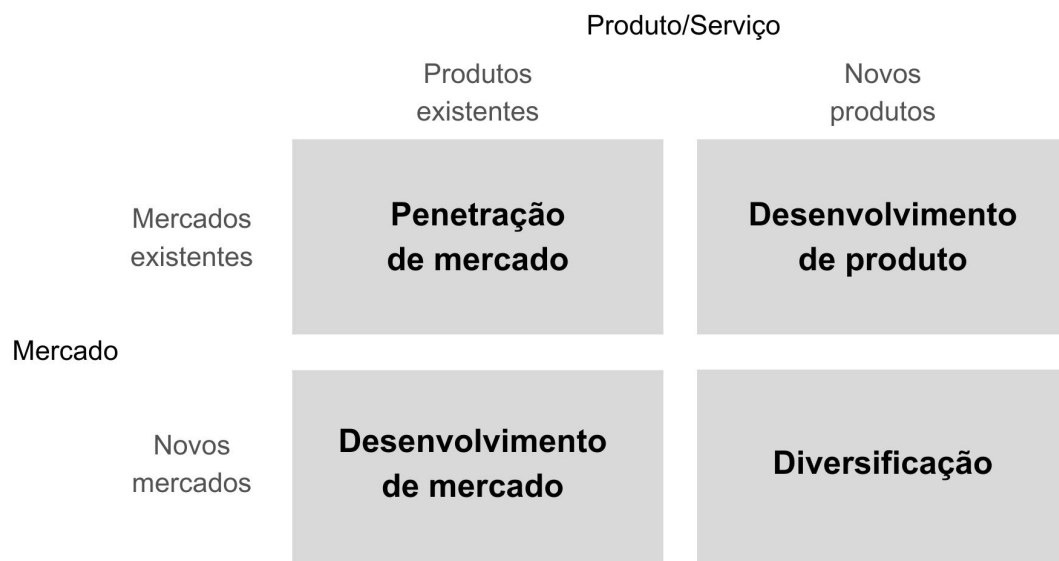 Produto/Serviço
Produtos
existentes
Novos
produtos
Mercados
existentes
Penetração
de mercado
Desenvolvimento
de produto
Mercado
Novos
mercados
Desenvolvimento
de mercado
Diversificação